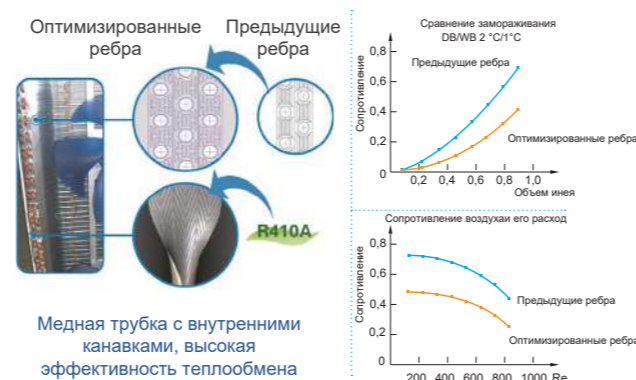 Оптимизированные
ребра
Предыдущие
ребра
R410A
Медная трубка с внутренними
канавками, высокая
эффективность теплообмена
Сравнение замораживания
DB/WB 2 °C/1°C
Сопротивление
0,8
0,6
0,4
0,2
0
Предыдущие ребра
Оптимизированные ребра
0,2 0,4 0,6 0,8 1,0
Объем инея
Сопротивление воздухаи его расход
Сопротивление
0,8
0,6
0,4
0,2
0
Предыдущие ребра
Оптимизированные ребра
200 400 600 800 1000 Re